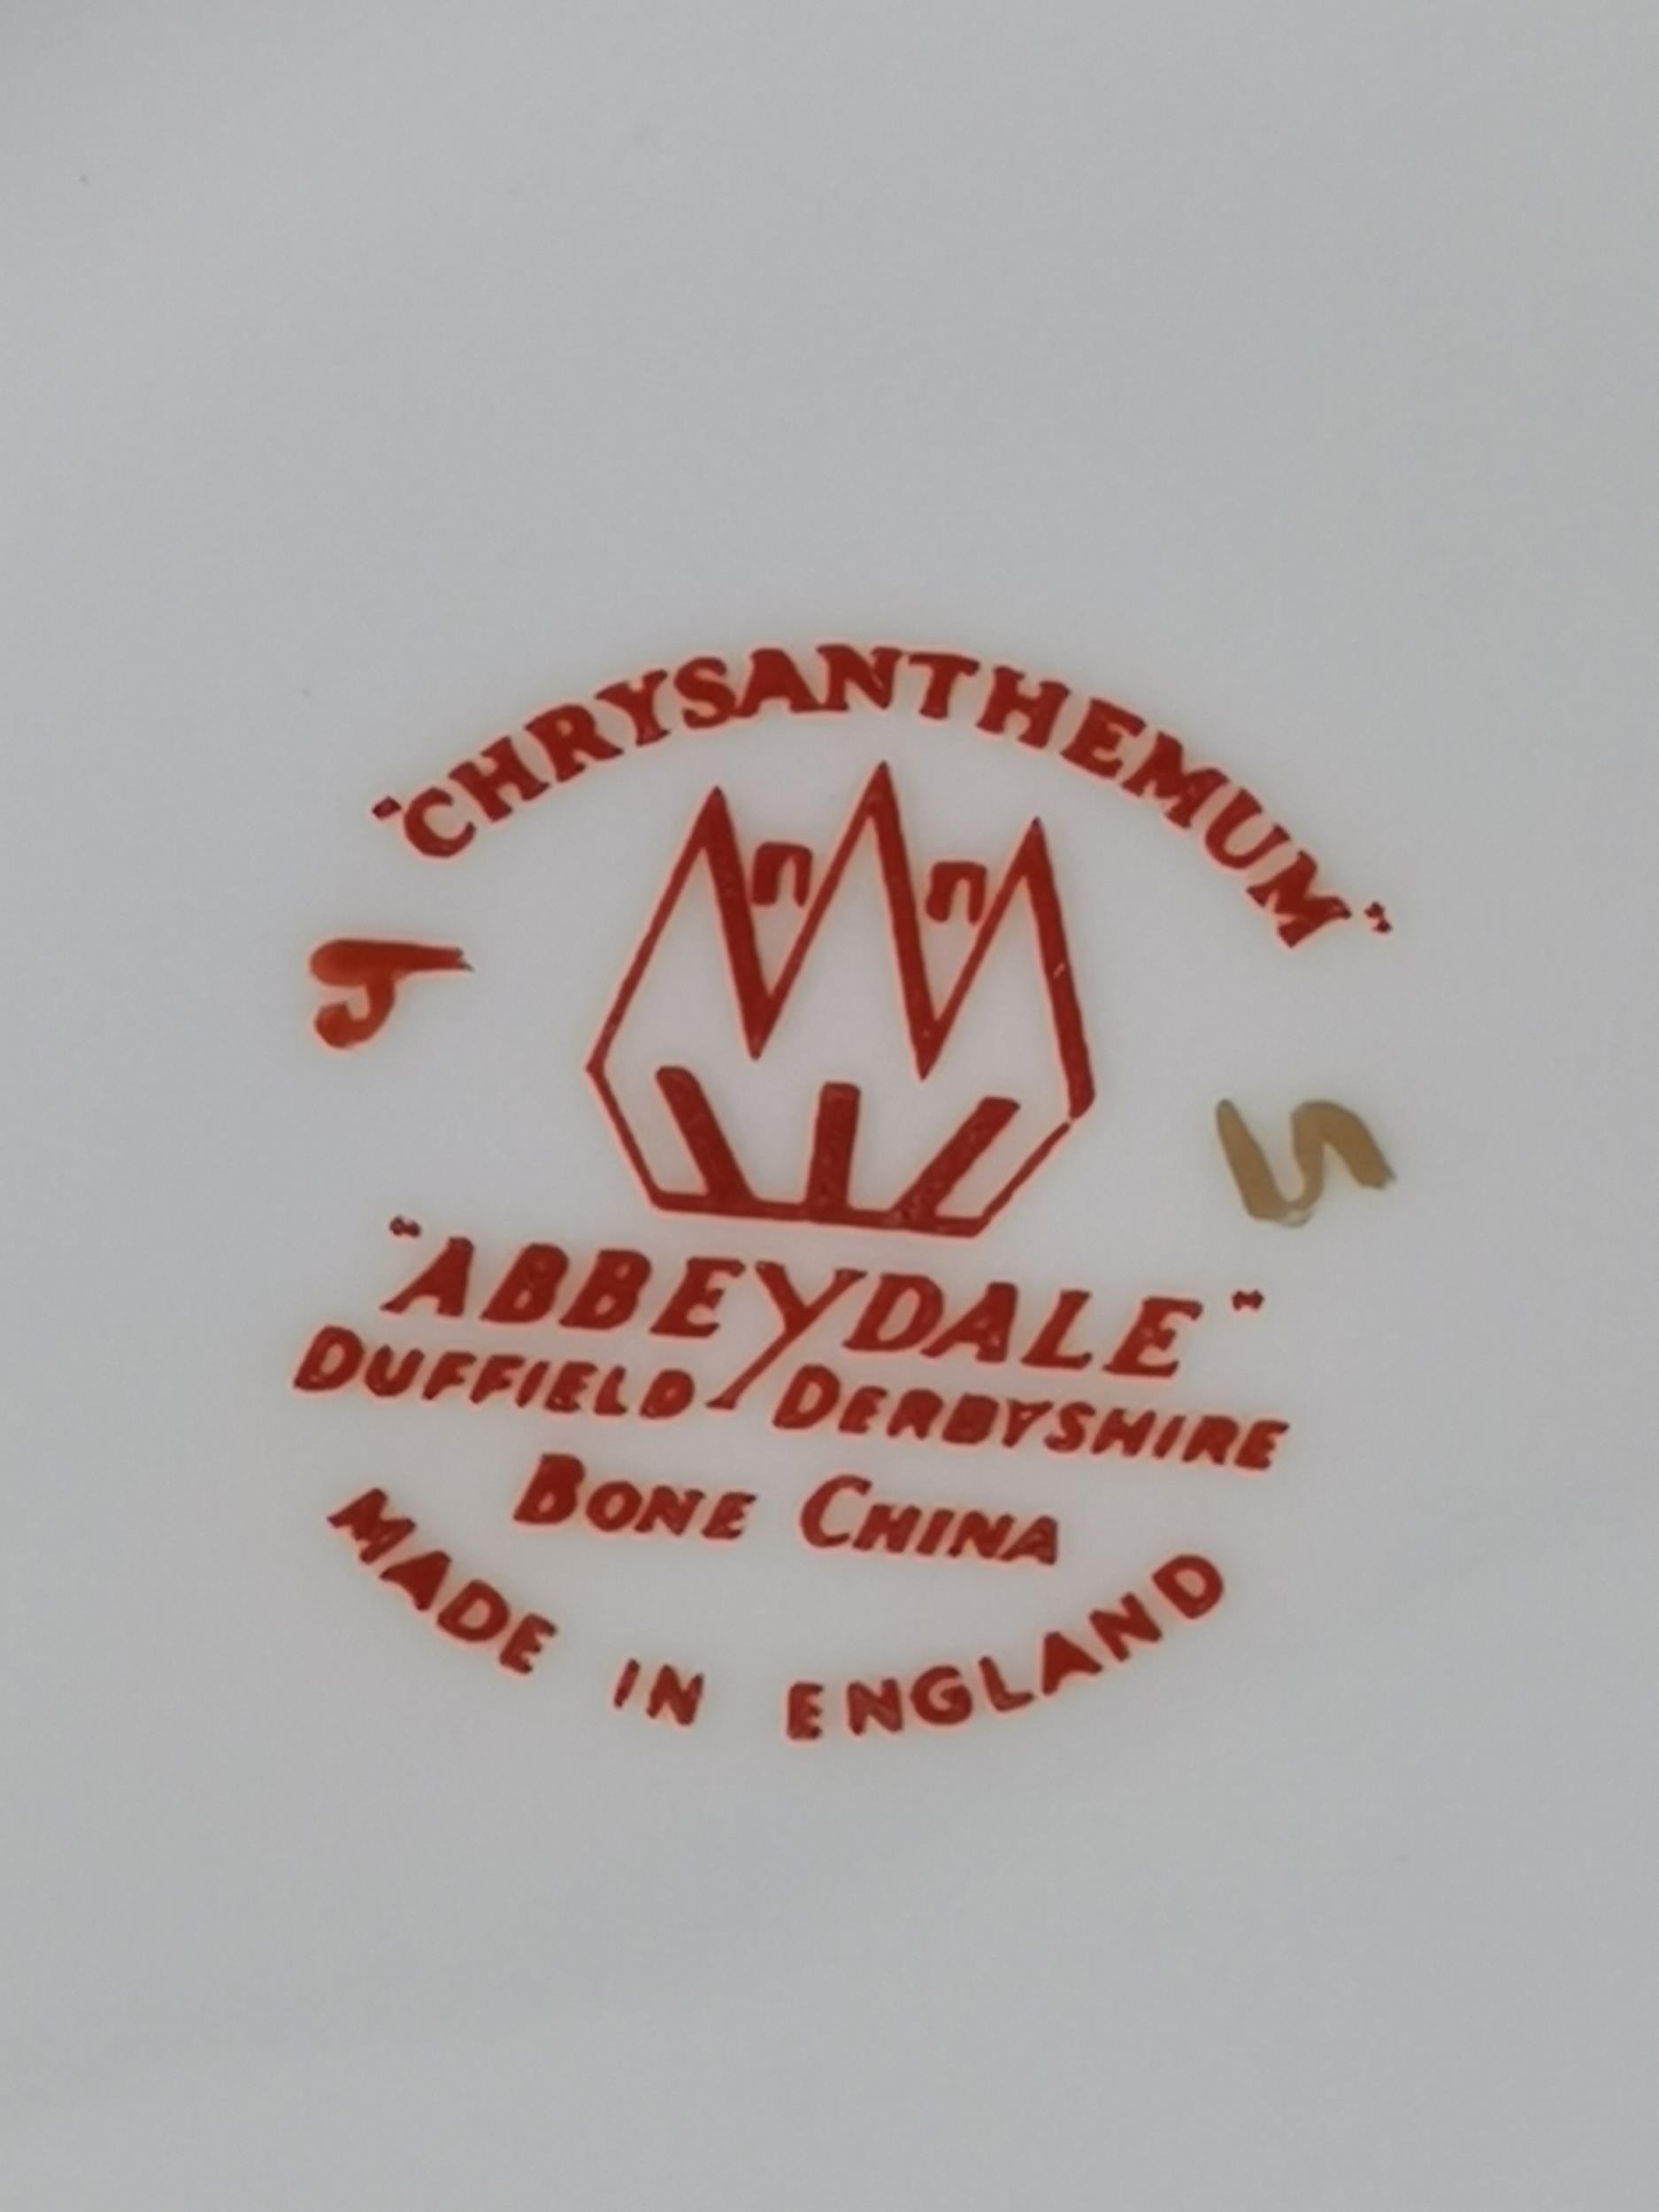 "CHRYSANTHEMUM"
"ABBEYDALE"
DUFFIELD DERBYSHIRE
BONE CHINA
MADE IN ENGLAND